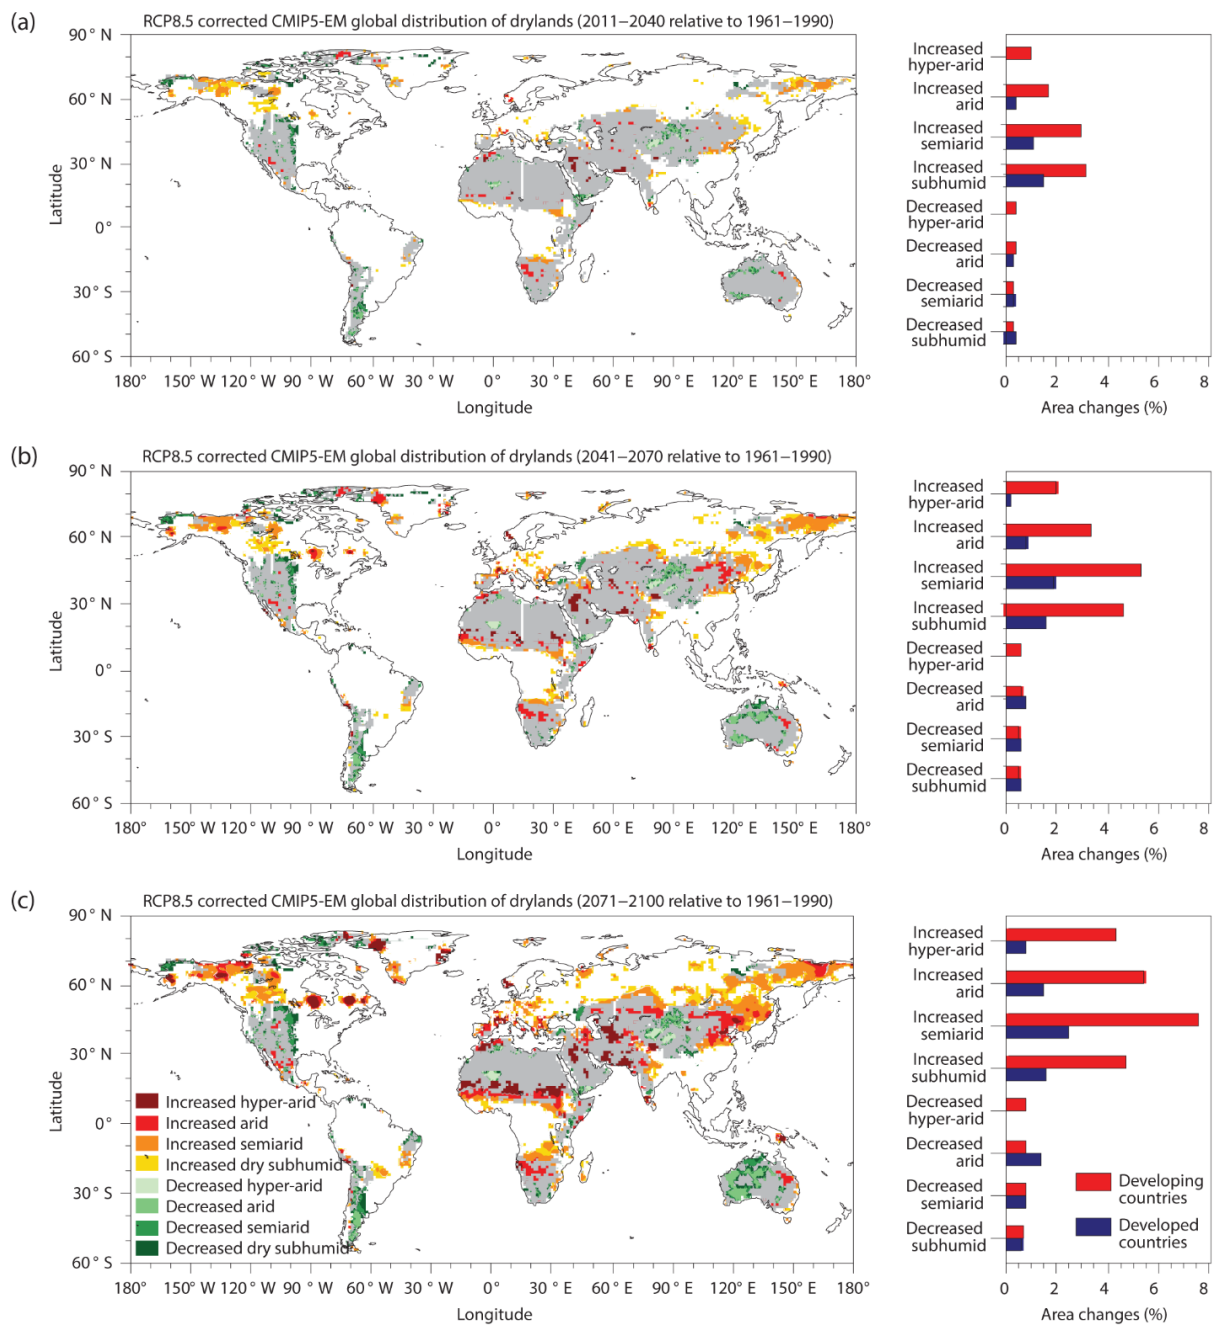 (a)
RCP8.5 corrected CMIP5-EM global distribution of drylands (2011−2040 relative to 1961−1990)
90° N
60° N
30° N
0°
30° S
60° S
Latitude
180° 150° W 120° W 90° W 60° W 30° W 0° 30° E 60° E 90° E 120° E 150° E 180°
Longitude
Increased
hyper-arid
Increased
arid
Increased
semiarid
Increased
subhumid
Decreased
hyper-arid
Decreased
arid
Decreased
semiarid
Decreased
subhumid
0 2 4 6 8
Area changes (%)
(b)
RCP8.5 corrected CMIP5-EM global distribution of drylands (2041−2070 relative to 1961−1990)
90° N
60° N
30° N
0°
30° S
60° S
Latitude
180° 150° W 120° W 90° W 60° W 30° W 0° 30° E 60° E 90° E 120° E 150° E 180°
Longitude
Increased
hyper-arid
Increased
arid
Increased
semiarid
Increased
subhumid
Decreased
hyper-arid
Decreased
arid
Decreased
semiarid
Decreased
subhumid
0 2 4 6 8
Area changes (%)
(c)
RCP8.5 corrected CMIP5-EM global distribution of drylands (2071−2100 relative to 1961−1990)
90° N
60° N
30° N
0°
30° S
60° S
Latitude
Increased hyper-arid
Increased arid
Increased semiarid
Increased dry subhumid
Decreased hyper-arid
Decreased arid
Decreased semiarid
Decreased dry subhumid
180° 150° W 120° W 90° W 60° W 30° W 0° 30° E 60° E 90° E 120° E 150° E 180°
Longitude
Increased
hyper-arid
Increased
arid
Increased
semiarid
Increased
subhumid
Decreased
hyper-arid
Decreased
arid
Decreased
semiarid
Decreased
subhumid
Developing
countries
Developed
countries
0 2 4 6 8
Area changes (%)